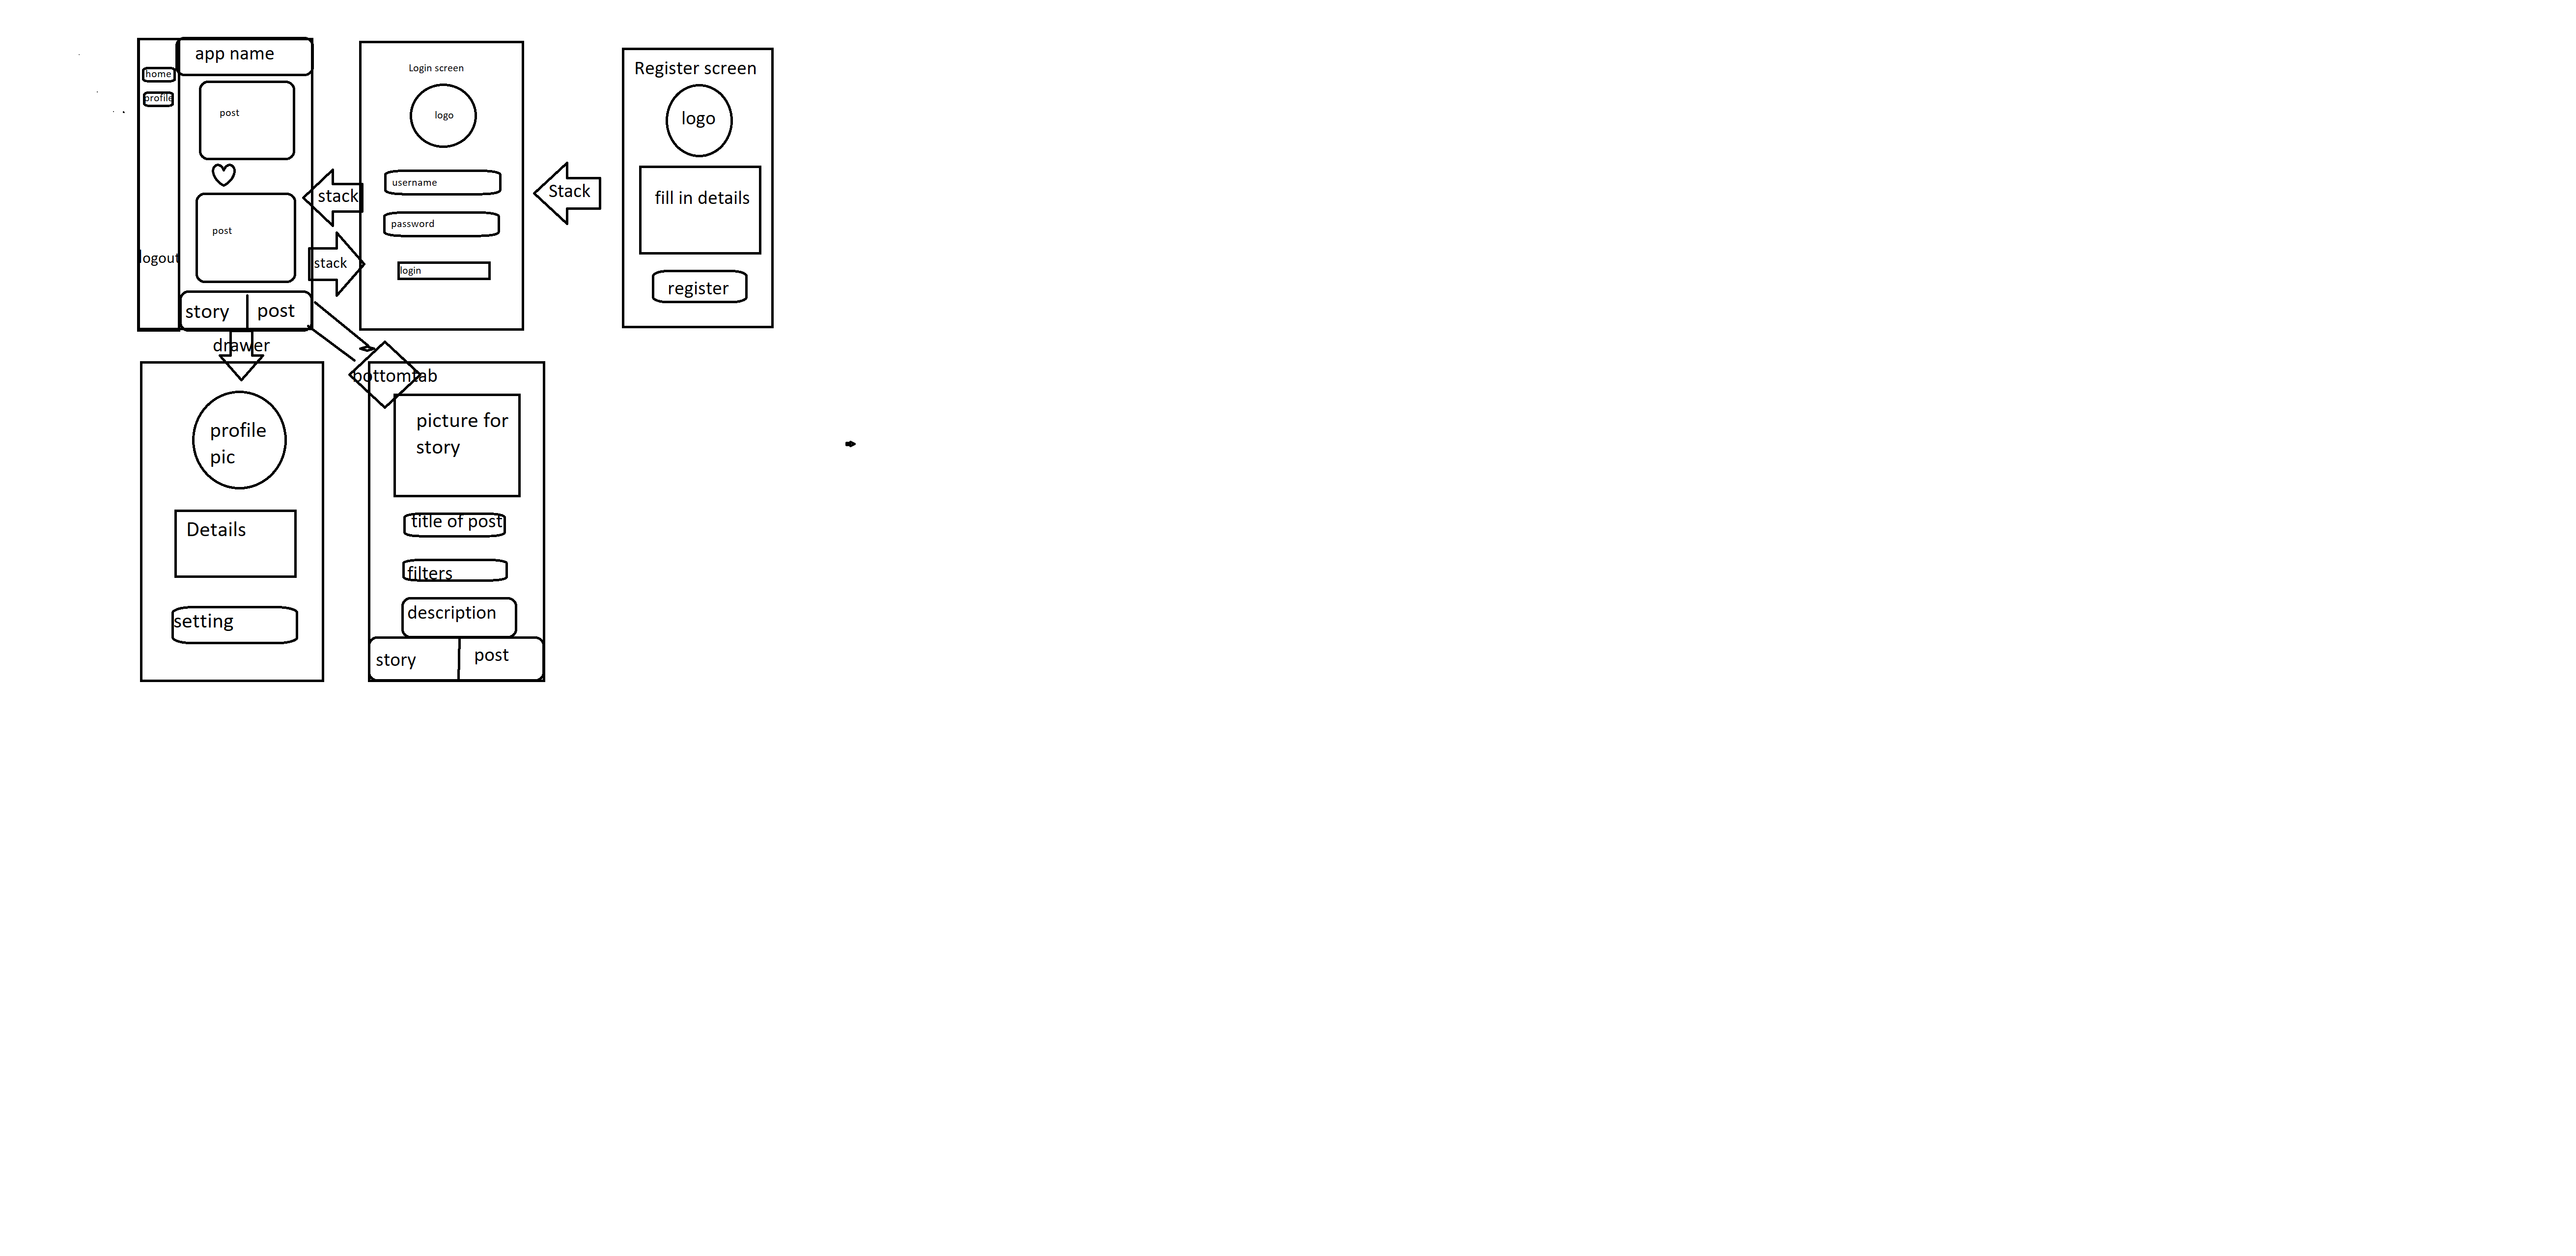 app name
home
profile
post
post
logout
story
post
stack
stack
Login screen
logo
username
password
login
Stack
Register screen
logo
fill in details
register
drawer
profile
pic
Details
setting
bottomtab
picture for
story
title of post
filters
description
story
post